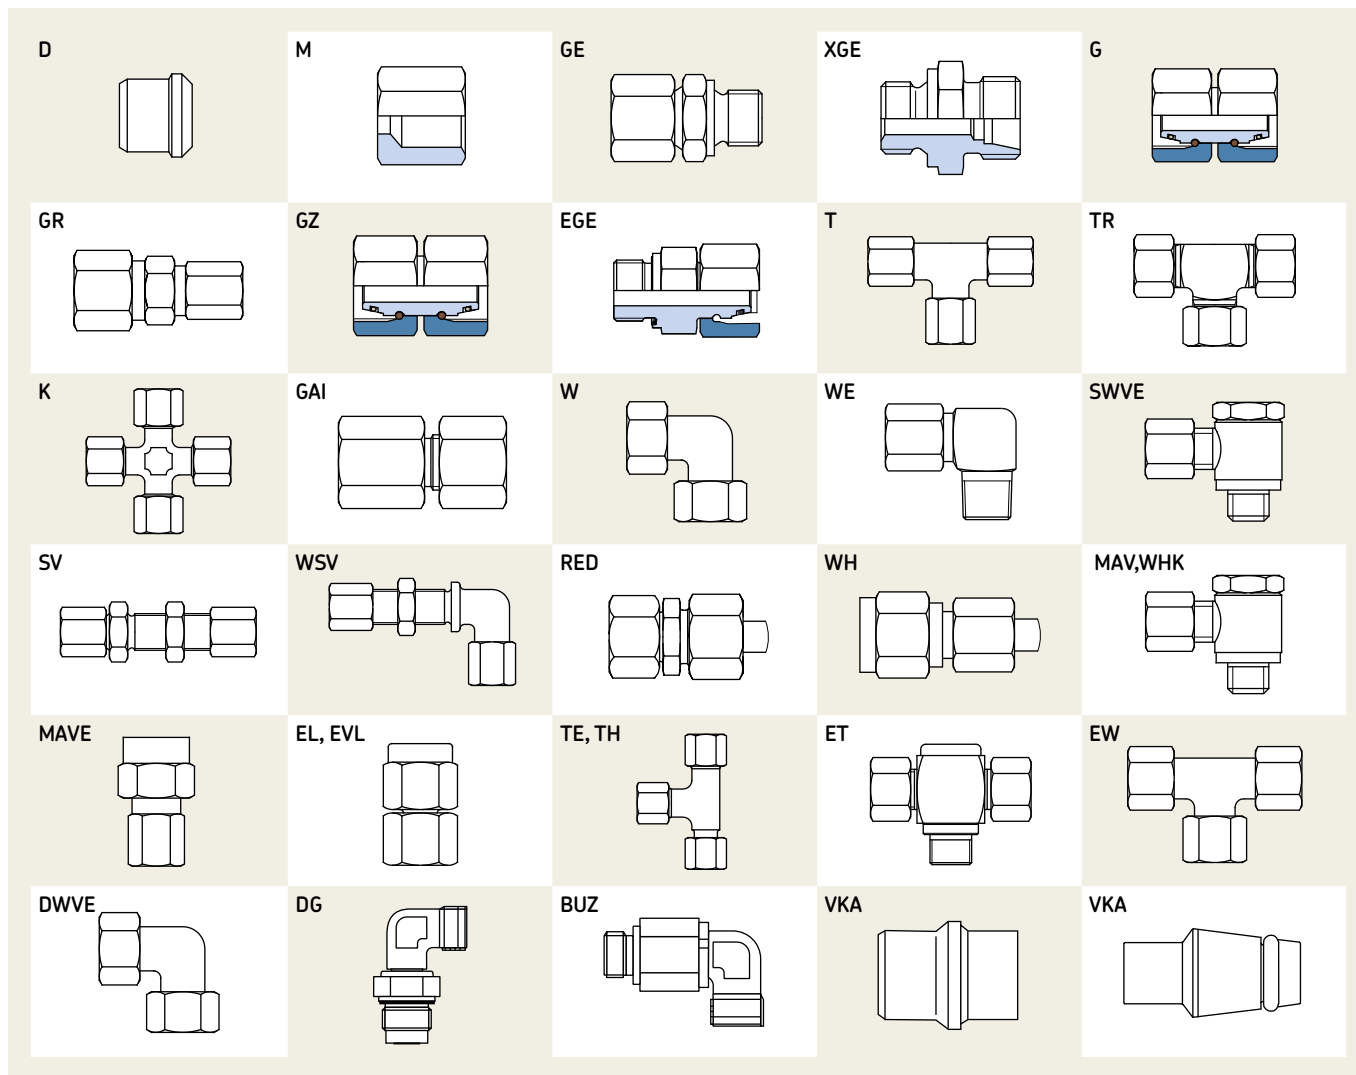 D
M
GE
XGE
G
GR
GZ
EGE
T
TR
K
GAI
W
WE
SWVE
SV
WSV
RED
WH
MAV,WHK
MAVE
EL, EVL
TE, TH
ET
EW
DWVE
DG
BUZ
VKA
VKA